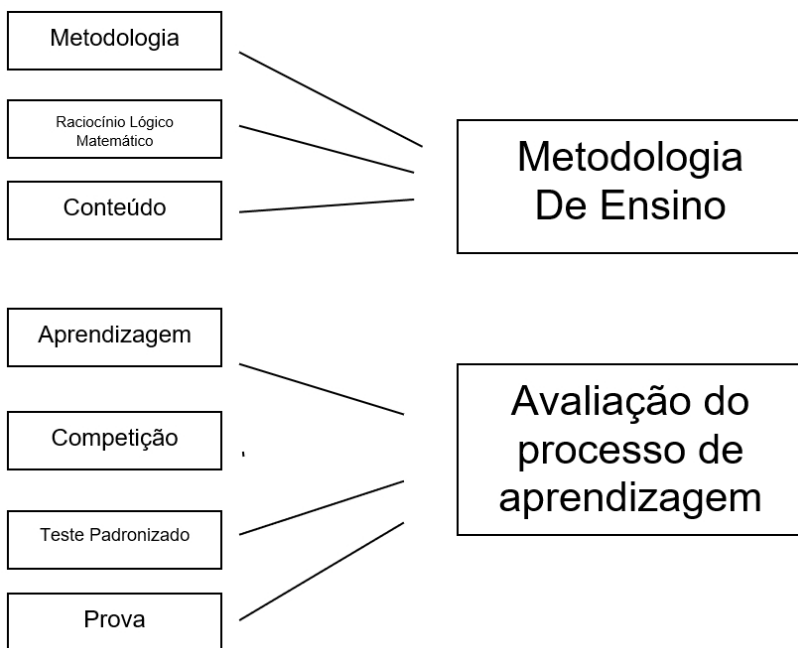 Metodologia
Raciocínio Lógico
Matemático
Conteúdo
Metodologia
De Ensino
Aprendizagem
Competição
Teste Padronizado
Prova
Avaliação do
processo de
aprendizagem